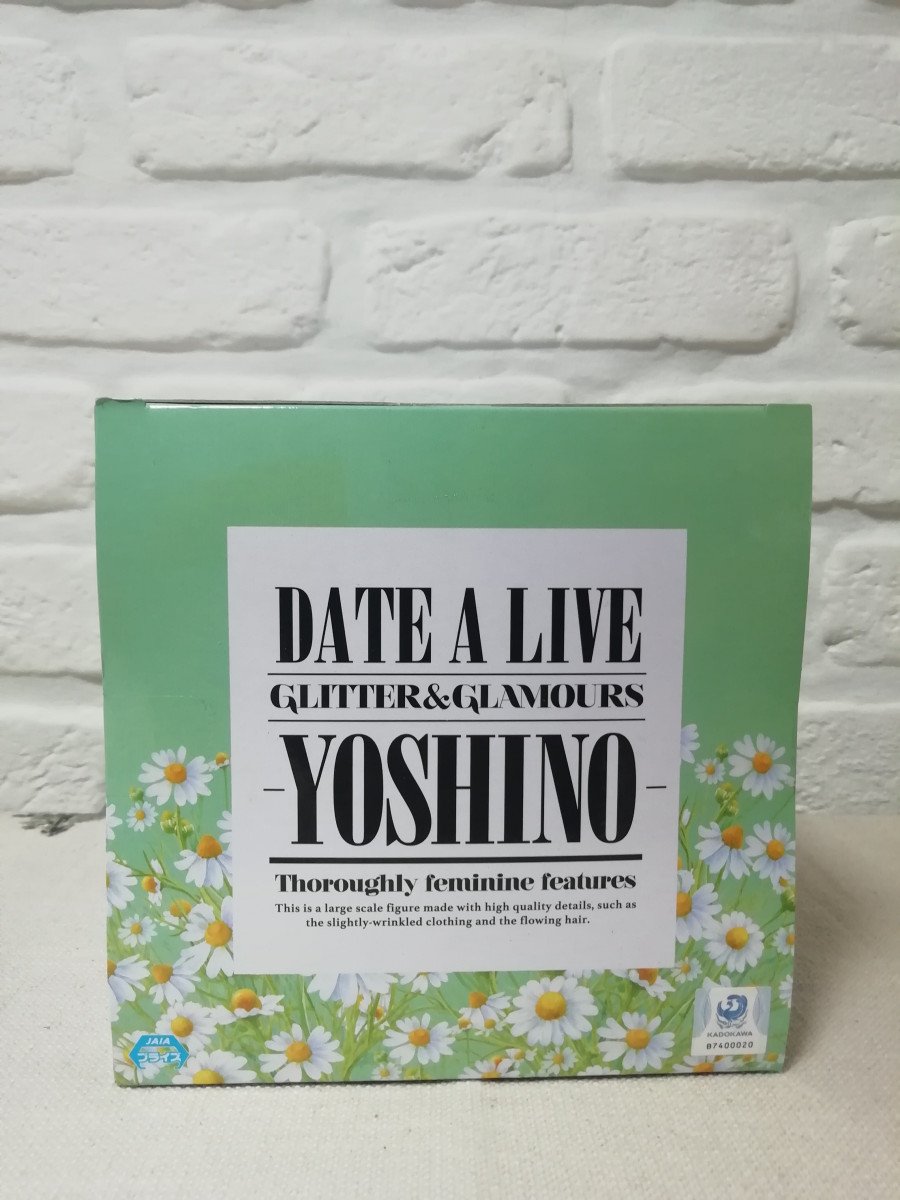 DATE A LIVE
GLITTER&GLAMOURS
-YOSHINO-
Thoroughly feminine features
This is a large scale figure made with high quality details, such as
the slightly-wrinkled clothing and the flowing hair.
JAIA
プライズ
KADOKAWA
B7400020